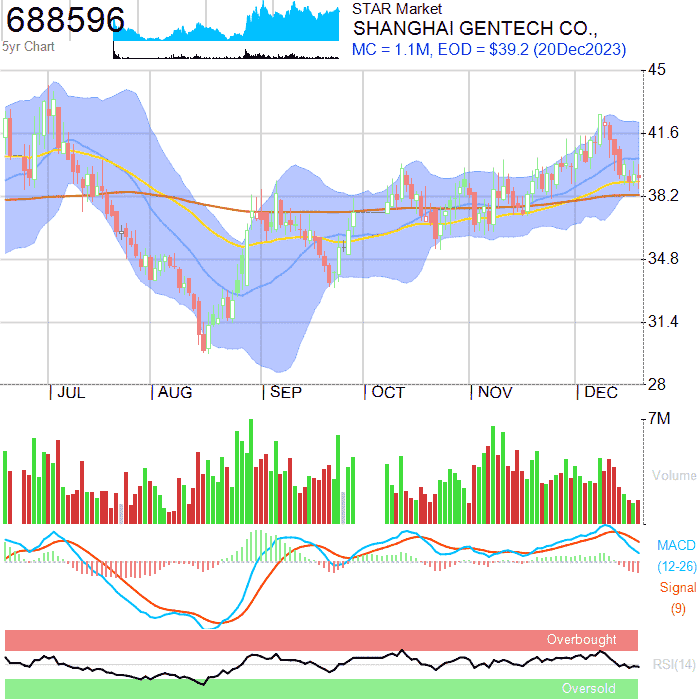 688596
5yr Chart
STAR Market
SHANGHAI GENTECH CO.,
MC = 1.1M, EOD = $39.2 (20Dec2023)
45
41.6
38.2
34.8
31.4
28
JUL AUG SEP OCT NOV DEC
7M
Volume
MACD
(12-26)
Signal
(9)
Overbought
RSI(14)
Oversold